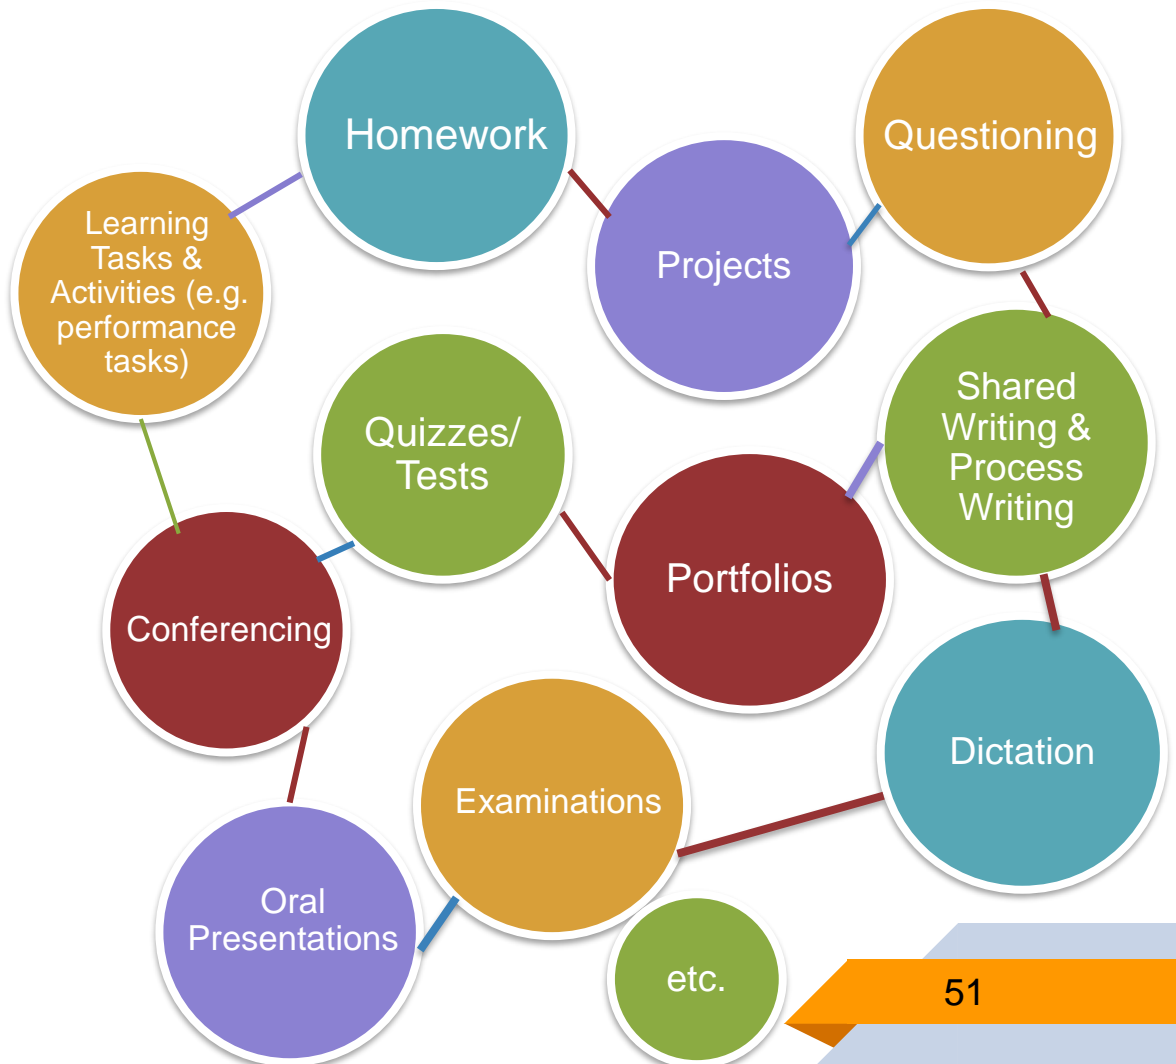 Homework
Questioning
Learning
Tasks &
Activities (e.g.
performance
tasks)
Projects
Quizzes/
Tests
Shared
Writing &
Process
Writing
Portfolios
Conferencing
Dictation
Examinations
Oral
Presentations
etc.
51